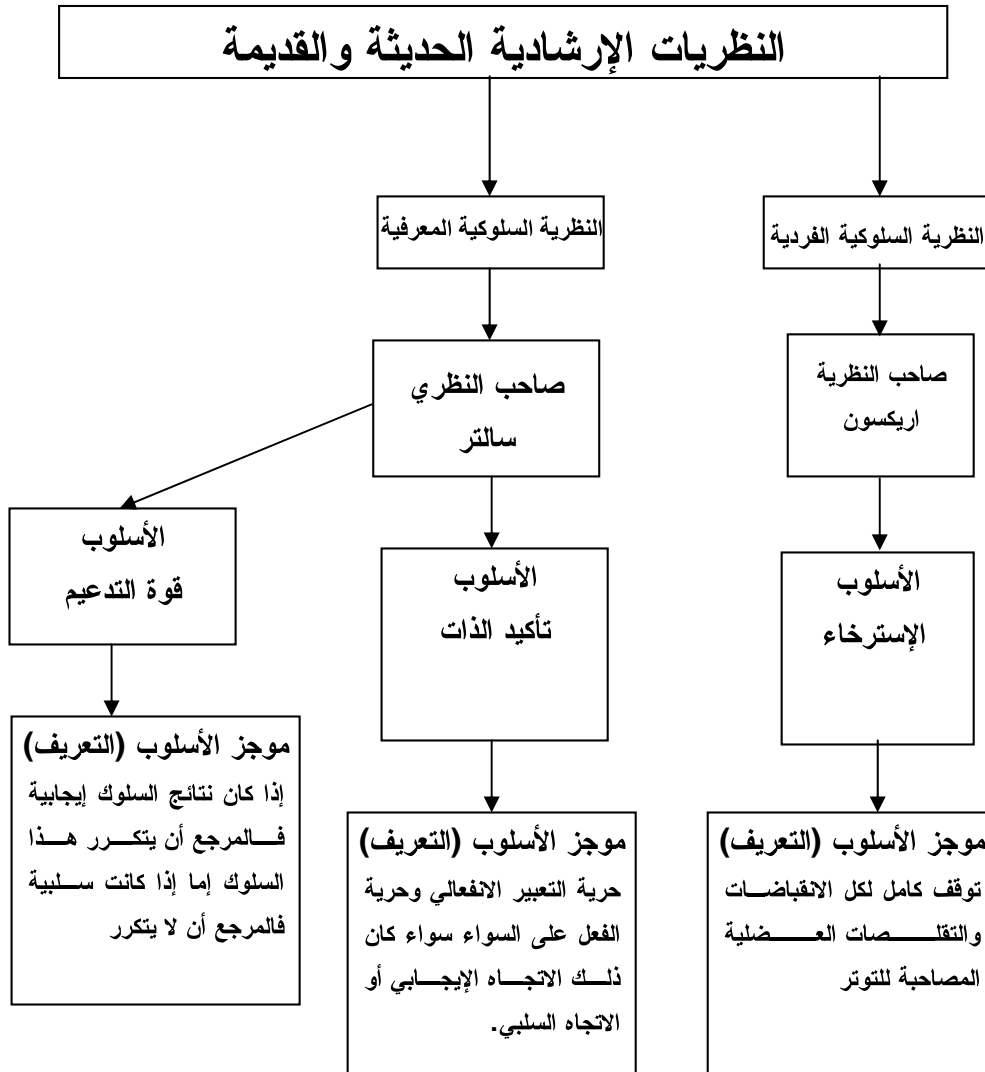 النظريات الإرشادية الحديثة والقديمة
النظرية السلوكية الفردية
النظرية السلوكية المعرفية
صاحب النظرية
اريكسون
صاحب النظري
سالتر
الأسلوب
الإسترخاء
الأسلوب
تأكيد الذات
الأسلوب
قوة التدعيم
موجز الأسلوب (التعريف)
توقف كامل لكل الانقباضات
والتقلصات العضلية
المصاحبة للتوتر
موجز الأسلوب (التعريف)
حرية التعبير الانفعالي وحرية
الفعل على السواء سواء كان
ذلك الاتجاه الإيجابي أو
الاتجاه السلبي.
موجز الأسلوب (التعريف)
إذا كان نتائج السلوك إيجابية
فالمرجع أن يتكرر هذا
السلوك إما إذا كانت سلبية
فالمرجع أن لا يتكرر